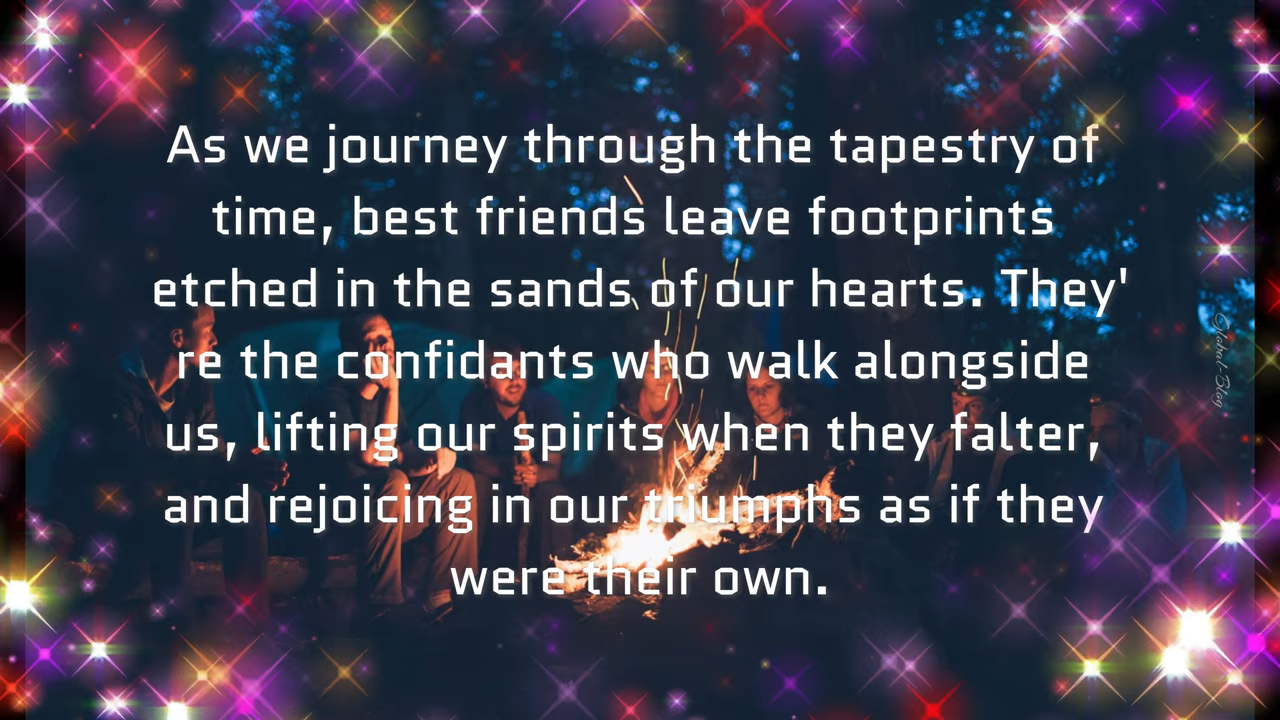 As we journey through the tapestry of
time, best friends leave footprints
etched in the sands of our hearts. They'
re the confidants who walk alongside
us, lifting our spirits when they falter,
and rejoicing in our triumphs as if they
were their own.